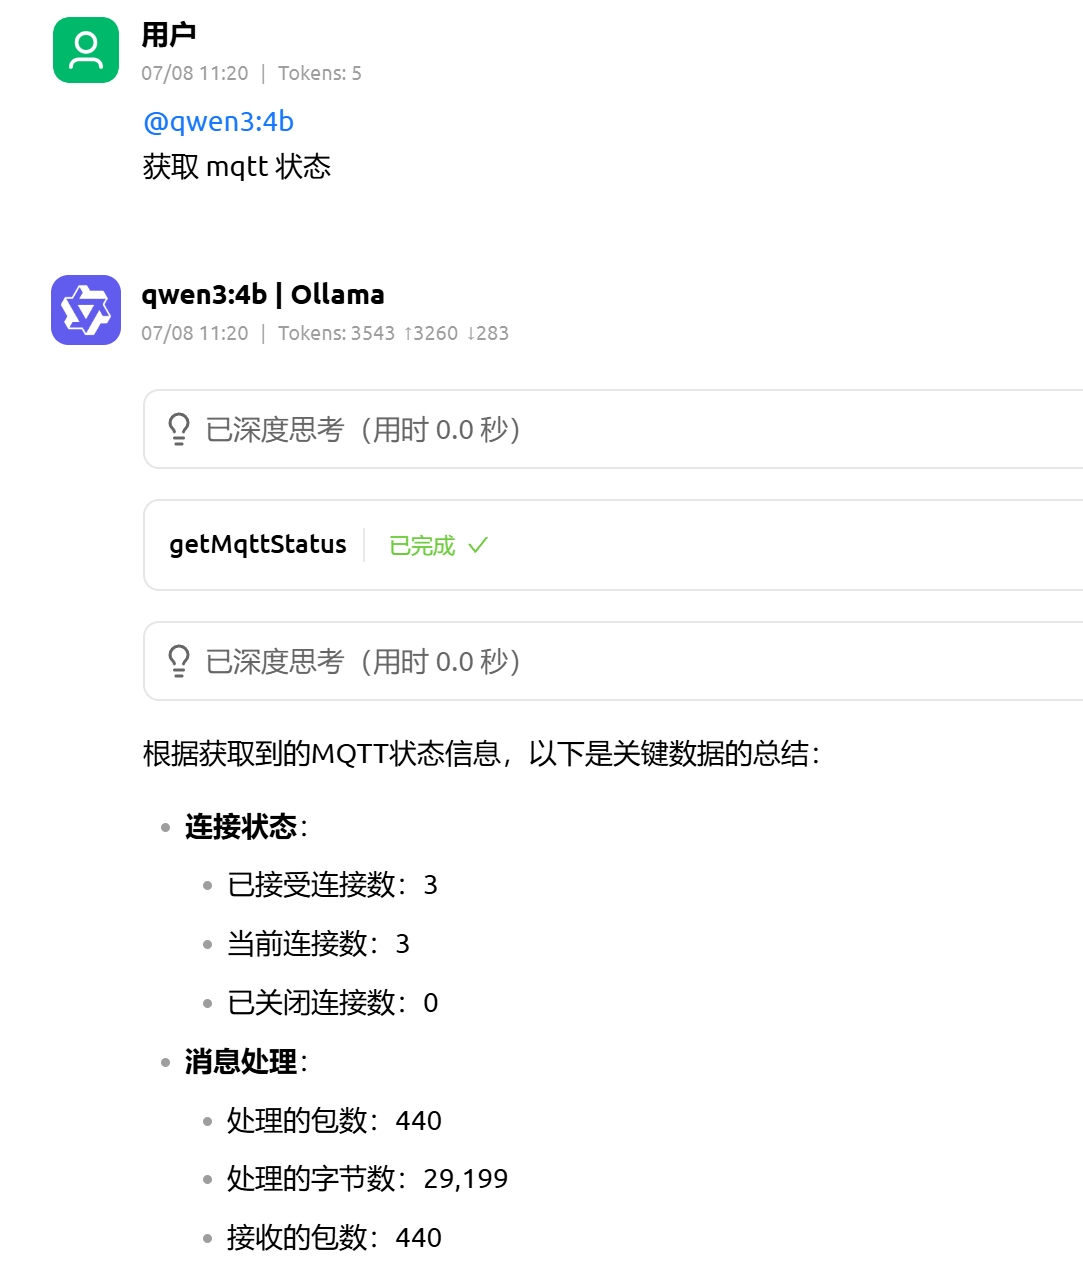 用户
07/08 11:20 | Tokens: 5
@qwen3:4b
获取 mqtt 状态
qwen3:4b | Ollama
07/08 11:20 | Tokens: 3543 ↑3260 ↓283
已深度思考（用时 0.0 秒）
getMqttStatus 已完成 ✓
已深度思考（用时 0.0 秒）
根据获取到的MQTT状态信息，以下是关键数据的总结：
连接状态：
已接受连接数：3
当前连接数：3
已关闭连接数：0
消息处理：
处理的包数：440
处理的字节数：29,199
接收的包数：440